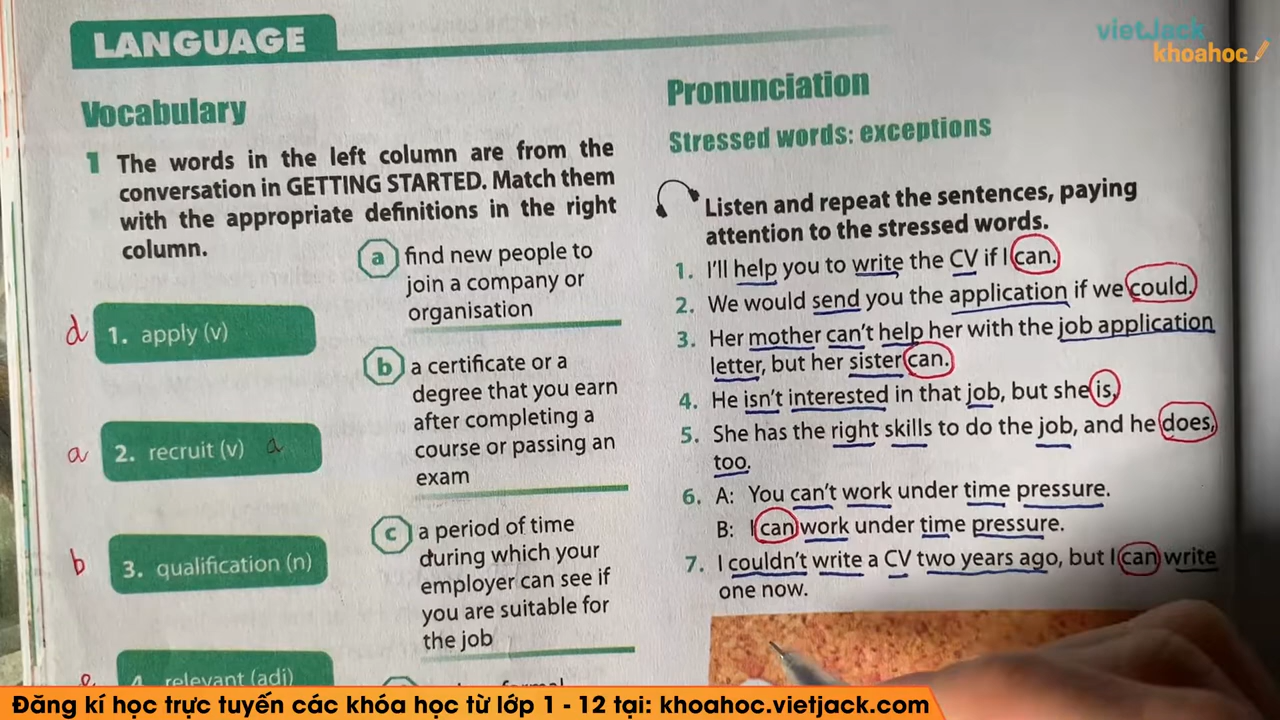 LANGUAGE
vietJack
khoahoc
Vocabulary
1 The words in the left column are from the
conversation in GETTING STARTED. Match them
with the appropriate definitions in the right
column.
d 1. apply (v)
a 2. recruit (v) a
b 3. qualification (n)
4. relevant (adj)
a find new people to
join a company or
organisation
b a certificate or a
degree that you earn
after completing a
course or passing an
exam
c a period of time
during which your
employer can see if
you are suitable for
the job
Pronunciation
Stressed words: exceptions
Listen and repeat the sentences, paying
attention to the stressed words.
1. I'll help you to write the CV if I can.
2. We would send you the application if we could.
3. Her mother can't help her with the job application
letter, but her sister can.
4. He isn't interested in that job, but she is,
5. She has the right skills to do the job, and he does,
too.
6. A: You can't work under time pressure.
B: I can work under time pressure.
7. I couldn't write a CV two years ago, but I can write
one now.
Đăng kí học trực tuyến các khóa học từ lớp 1 - 12 tại: khoahoc.vietjack.com